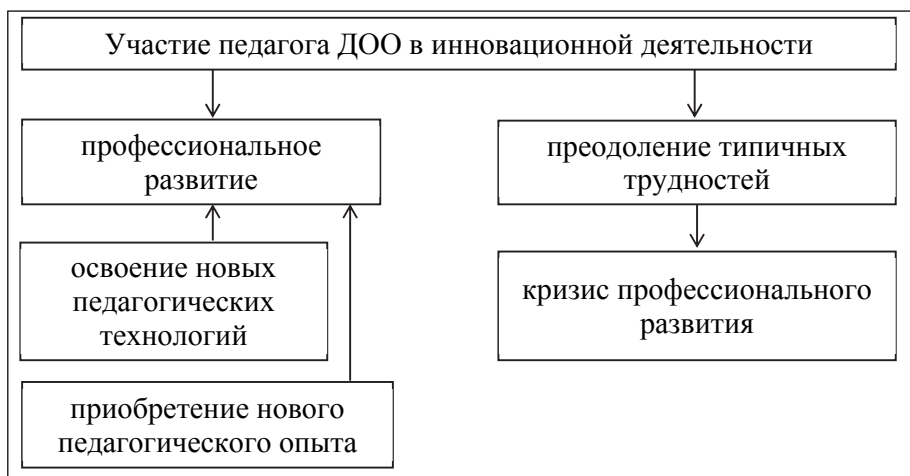 Участие педагога ДОО в инновационной деятельности
профессиональное
развитие
преодоление типичных
трудностей
освоение новых
педагогических
технологий
кризис профессионального
развития
приобретение нового
педагогического опыта